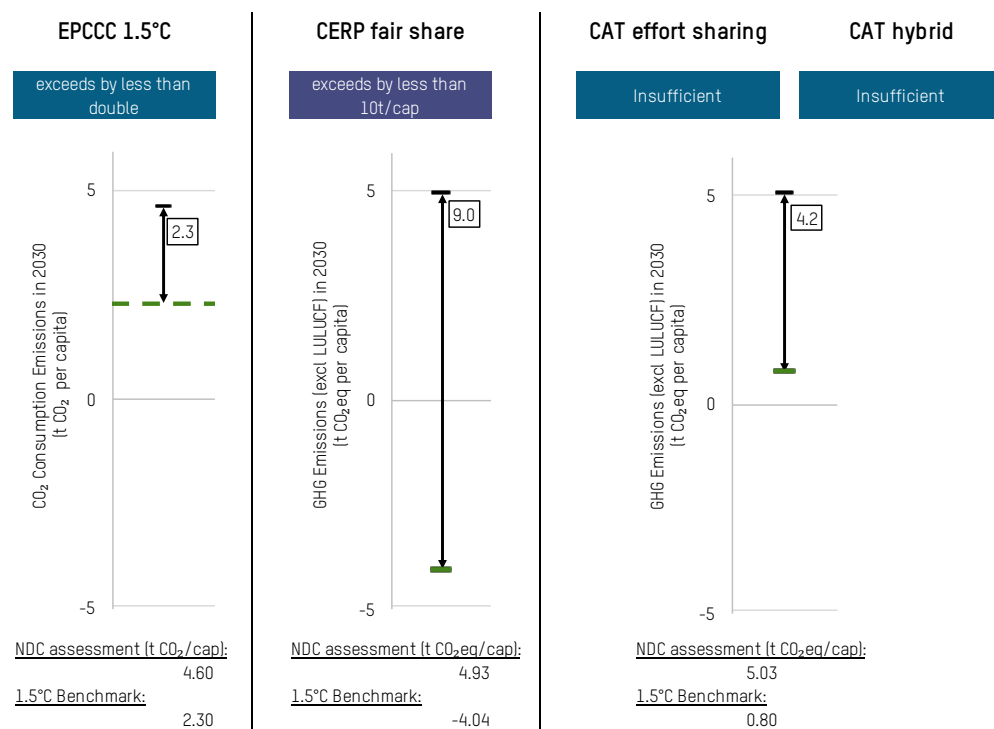 EPCCC 1.5°C
exceeds by less than
double
CO₂ Consumption Emissions in 2030
(t CO₂ per capita)
5
0
-5
2.3
NDC assessment (t CO₂/cap):
4.60
1.5°C Benchmark:
2.30
CERP fair share
exceeds by less than
10t/cap
GHG Emissions (excl LULUCF) in 2030
(t CO₂eq per capita)
5
0
-5
9.0
NDC assessment (t CO₂eq/cap):
4.93
1.5°C Benchmark:
-4.04
CAT effort sharing
Insufficient
CAT hybrid
Insufficient
GHG Emissions (excl LULUCF) in 2030
(t CO₂eq per capita)
5
0
-5
4.2
NDC assessment (t CO₂eq/cap):
5.03
1.5°C Benchmark:
0.80